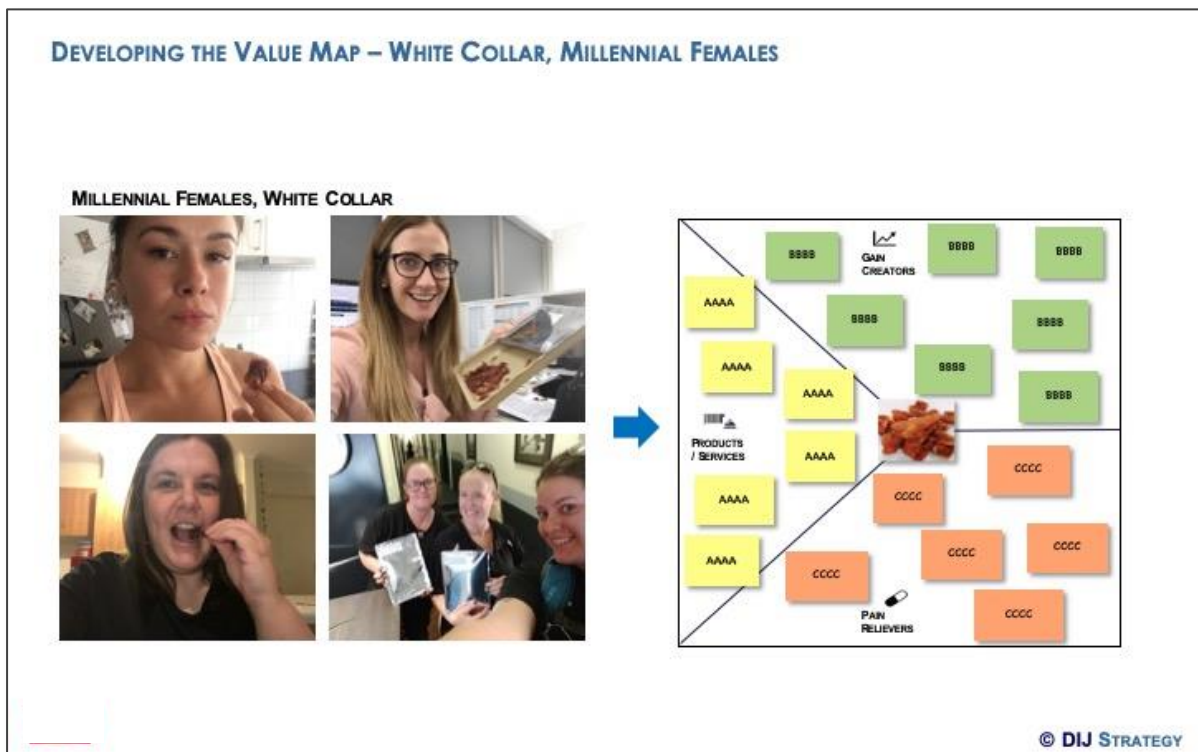 DEVELOPING THE VALUE MAP – WHITE COLLAR, MILLENNIAL FEMALES
MILLENNIAL FEMALES, WHITE COLLAR
BBBB
GAIN
CREATORS
BBBB
BBBB
AAAA
BBBB
BBBB
AAAA
BBBB
AAAA
BBBB
PRODUCTS
/ SERVICES
AAAA
CCCC
AAAA
CCCC
CCCC
CCCC
AAAA
CCCC
PAIN
RELIEVERS
CCCC
© DIJ STRATEGY